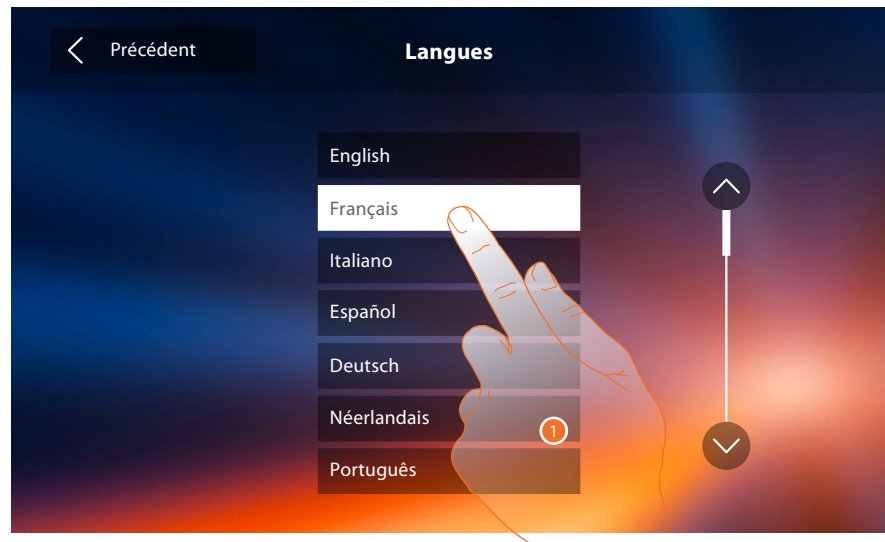 Précédent
Langues
English
Français
Italiano
Español
Deutsch
Néerlandais
1
Português